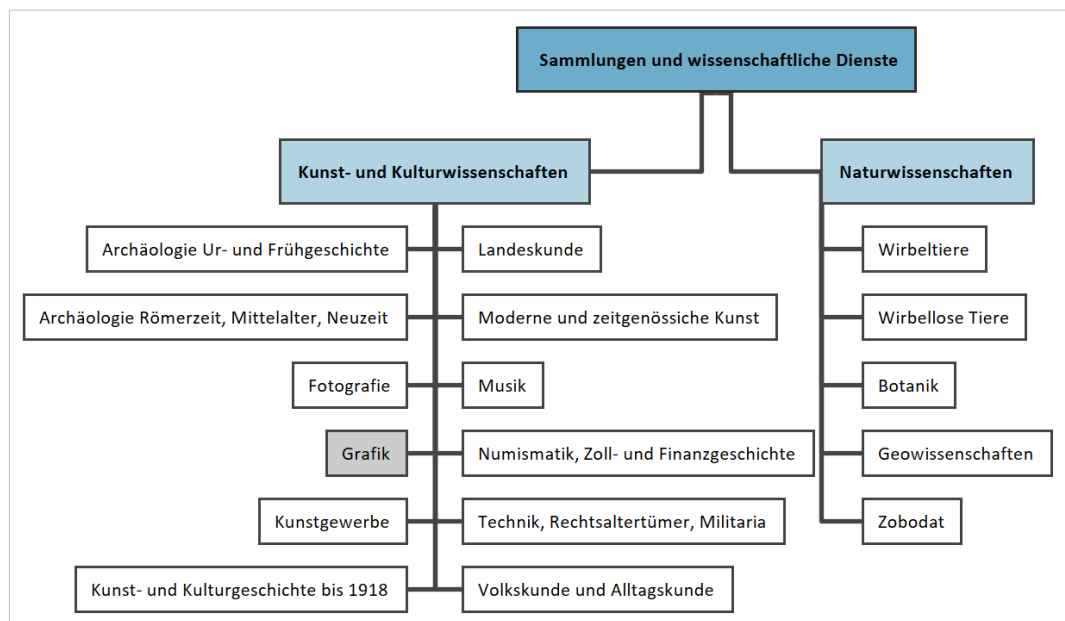 Sammlungen und wissenschaftliche Dienste
Kunst- und Kulturwissenschaften
Naturwissenschaften
Archäologie Ur- und Frühgeschichte
Landeskunde
Wirbeltiere
Archäologie Römerzeit, Mittelalter, Neuzeit
Moderne und zeitgenössiche Kunst
Wirbellose Tiere
Fotografie
Musik
Botanik
Grafik
Numismatik, Zoll- und Finanzgeschichte
Geowissenschaften
Kunstgewerbe
Technik, Rechtsaltertümer, Militaria
Zobodat
Kunst- und Kulturgeschichte bis 1918
Volkskunde und Alltagskunde